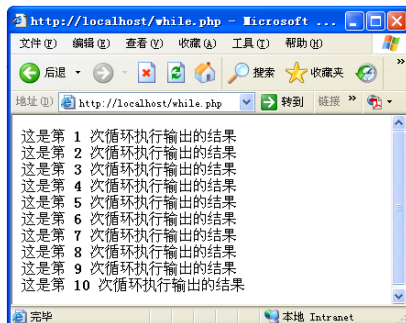 http://localhost/while.php - Microsoft ...
文件(F) 编辑(E) 查看(V) 收藏(A) 工具(T) 帮助(H) »
后退 搜索 收藏夹 »
地址(D) http://localhost/while.php 转到 链接 »
这是第 1 次循环执行输出的结果
这是第 2 次循环执行输出的结果
这是第 3 次循环执行输出的结果
这是第 4 次循环执行输出的结果
这是第 5 次循环执行输出的结果
这是第 6 次循环执行输出的结果
这是第 7 次循环执行输出的结果
这是第 8 次循环执行输出的结果
这是第 9 次循环执行输出的结果
这是第 10 次循环执行输出的结果
完毕 本地 Intranet